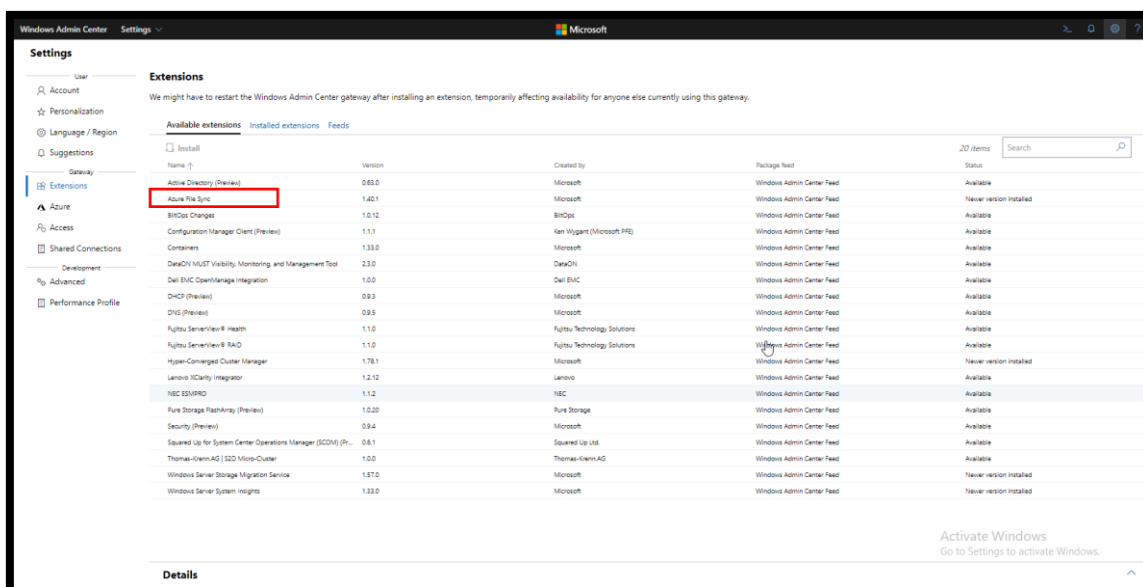 Windows Admin Center Settings Microsoft
Settings
User
Account
Personalization
Language / Region
Suggestions
Gateway
Extensions
Azure
Access
Shared Connections
Development
Advanced
Performance Profile
Extensions
We might have to restart the Windows Admin Center gateway after installing an extension, temporarily affecting availability for anyone else currently using this gateway.
Available extensions Installed extensions Feeds
Install 20 items Search
Name Version Created by Package feed Status
Active Directory (Preview) 0.63.0 Microsoft Windows Admin Center Feed Available
Azure File Sync 1.40.1 Microsoft Windows Admin Center Feed Newer version installed
BiitOps Changes 1.0.12 BiitOps Windows Admin Center Feed Available
Configuration Manager Client (Preview) 1.1.1 Ken Wygant (Microsoft PFE) Windows Admin Center Feed Available
Containers 1.33.0 Microsoft Windows Admin Center Feed Available
DataON MUST Visibility, Monitoring, and Management Tool 2.3.0 DataON Windows Admin Center Feed Available
Dell EMC OpenManage Integration 1.0.0 Dell EMC Windows Admin Center Feed Available
DHCP (Preview) 0.9.3 Microsoft Windows Admin Center Feed Available
DNS (Preview) 0.9.5 Microsoft Windows Admin Center Feed Available
Fujitsu ServerView® Health 1.1.0 Fujitsu Technology Solutions Windows Admin Center Feed Available
Fujitsu ServerView® RAID 1.1.0 Fujitsu Technology Solutions Windows Admin Center Feed Available
Hyper-Converged Cluster Manager 1.78.1 Microsoft Windows Admin Center Feed Newer version installed
Lenovo XClarity Integrator 1.2.12 Lenovo Windows Admin Center Feed Available
NEC ESMPRO 1.1.2 NEC Windows Admin Center Feed Available
Pure Storage FlashArray (Preview) 1.0.20 Pure Storage Windows Admin Center Feed Available
Security (Preview) 0.9.4 Microsoft Windows Admin Center Feed Available
Squared Up for System Center Operations Manager (SCOM) (Pr... 0.6.1 Squared Up Ltd. Windows Admin Center Feed Available
Thomas-Krenn.AG | S2D Micro-Cluster 1.0.0 Thomas-Krenn.AG Windows Admin Center Feed Available
Windows Server Storage Migration Service 1.57.0 Microsoft Windows Admin Center Feed Newer version installed
Windows Server System Insights 1.33.0 Microsoft Windows Admin Center Feed Newer version installed
Activate Windows
Go to Settings to activate Windows.
Details